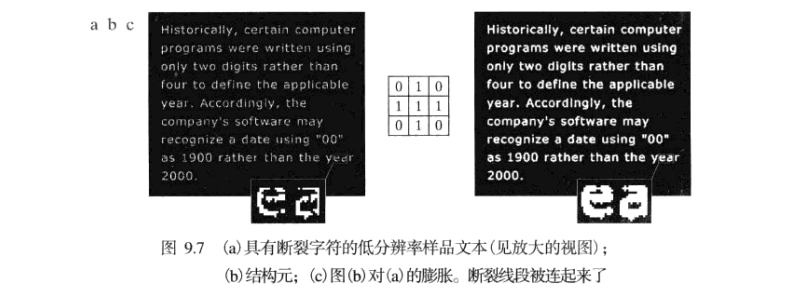 a b c
Historically, certain computer
programs were written using
only two digits rather than
four to define the applicable
year. Accordingly, the
company's software may
recognize a date using "00"
as 1900 rather than the year
2000.
ea
0 1 0
1 1 1
0 1 0
Historically, certain computer
programs were written using
only two digits rather than
four to define the applicable
year. Accordingly, the
company's software may
recognize a date using "00"
as 1900 rather than the year
2000.
ea
图 9.7 (a)具有断裂字符的低分辨率样品文本(见放大的视图);
(b)结构元; (c)图(b)对(a)的膨胀。断裂线段被连起来了